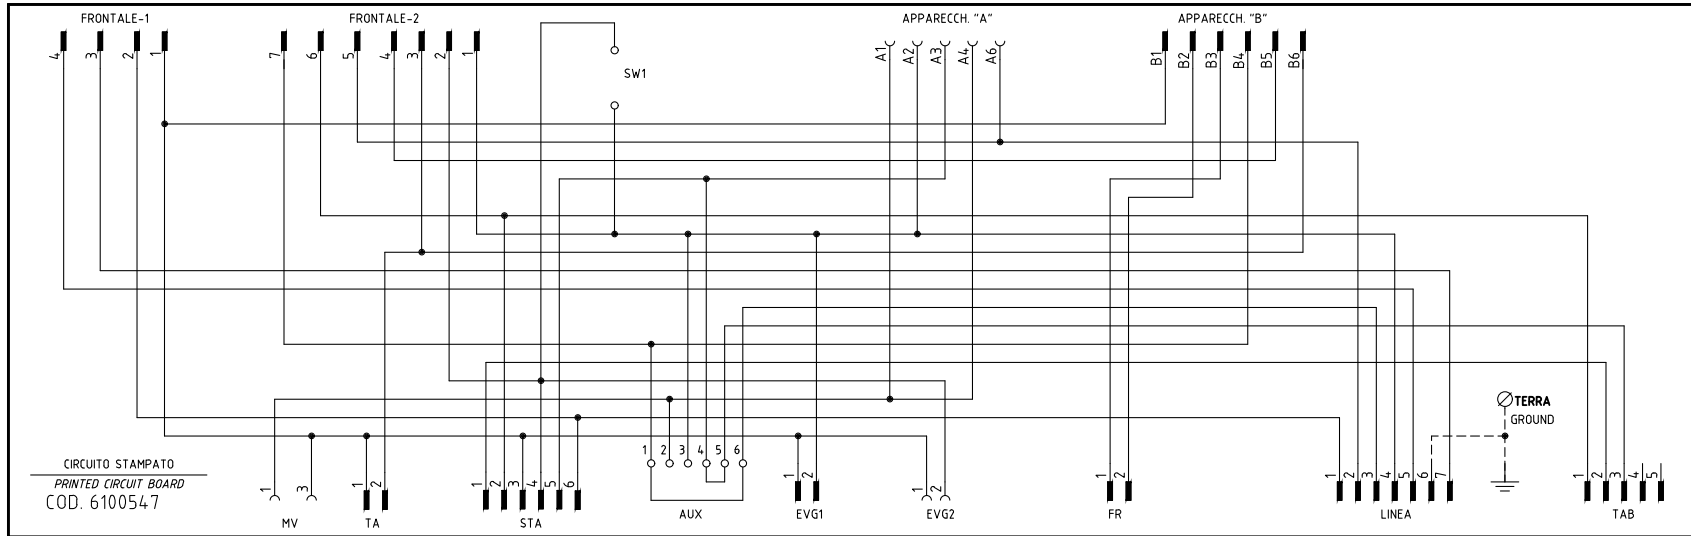 FRONTALE-1
FRONTALE-2
APPARECCH. "A"
APPARECCH. "B"
4 3 2 1
7 6 5 4 3 2 1
SW1
A1 A2 A3 A4 A6
B1 B2 B3 B4 B5 B6
TERRA
GROUND
CIRCUITO STAMPATO
PRINTED CIRCUIT BOARD
COD. 6100547
1 3
MV
1 2
TA
1 2 3 4 5 6
STA
1 2 3 4 5 6
AUX
1 2
EVG1
1 2
EVG2
1 2
FR
1 2 3 4 5 6 7
LINEA
1 2 3 4 5
TAB